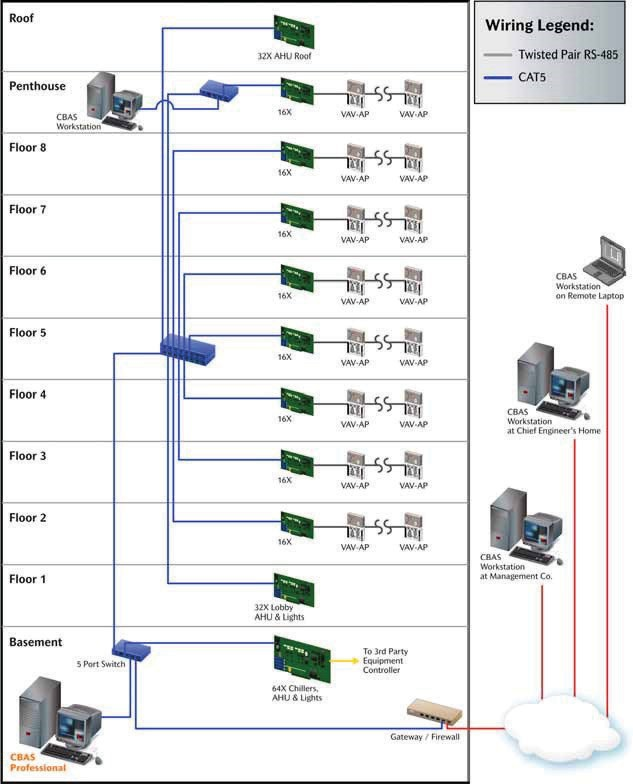 Roof
32X AHU Roof
Wiring Legend:
Twisted Pair RS-485
CAT5
Penthouse
CBAS
Workstation
16X
VAV-AP
VAV-AP
Floor 8
16X
VAV-AP
VAV-AP
Floor 7
16X
VAV-AP
VAV-AP
Floor 6
16X
VAV-AP
VAV-AP
CBAS
Workstation
on Remote Laptop
Floor 5
16X
VAV-AP
VAV-AP
Floor 4
16X
VAV-AP
VAV-AP
CBAS
Workstation
at Chief Engineer's Home
Floor 3
16X
VAV-AP
VAV-AP
Floor 2
16X
VAV-AP
VAV-AP
CBAS
Workstation
at Management Co.
Floor 1
32X Lobby
AHU & Lights
Basement
5 Port Switch
64X Chillers,
AHU & Lights
To 3rd Party
Equipment
Controller
Gateway / Firewall
CBAS
Professional